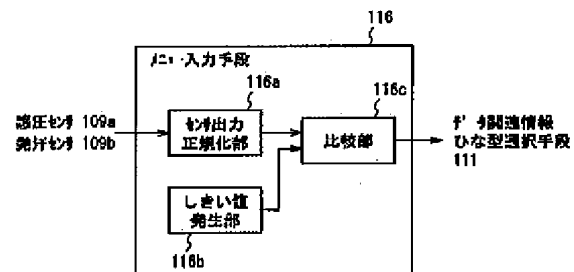 116
メニュー入力手段
116a
116c
感圧センサ 109a
発汗センサ 109b
センサ出力
正規化部
比較部
データ関連情報
ひな型選択手段
111
しきい値
発生部
116b